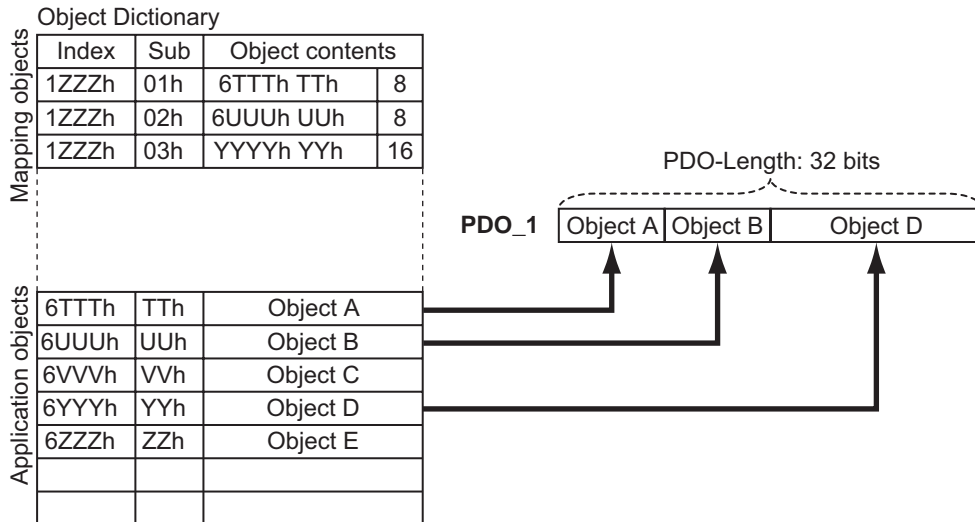 Object Dictionary
Mapping objects
Index Sub Object contents
1ZZZh 01h 6TTTh TTh 8
1ZZZh 02h 6UUUh UUh 8
1ZZZh 03h YYYYh YYh 16
PDO-Length: 32 bits
PDO_1 Object A Object B Object D
Application objects
6TTTh TTh Object A
6UUUh UUh Object B
6VVVh VVh Object C
6YYYh YYh Object D
6ZZZh ZZh Object E